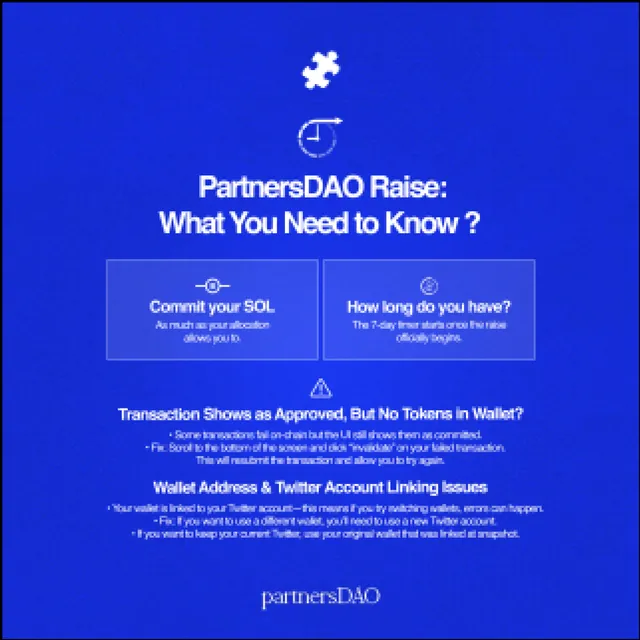 PartnersDAO Raise:
What You Need to Know ?
Commit your SOL
As much as your allocation
allows you to.
How long do you have?
The 7-day timer starts once the raise
officially begins.
Transaction Shows as Approved, But No Tokens in Wallet?
• Some transactions fail on-chain but the UI still shows them as committed.
• Fix: Scroll to the bottom of the screen and click "invalidate" on your failed transaction.
This will resubmit the transaction and allow you to try again.
Wallet Address & Twitter Account Linking Issues
• Your wallet is linked to your Twitter account—this means if you try switching wallets, errors can happen.
• Fix: If you want to use a different wallet, you'll need to use a new Twitter account.
• If you want to keep your current Twitter, use your original wallet that was linked at snapshot.
partnersDAO